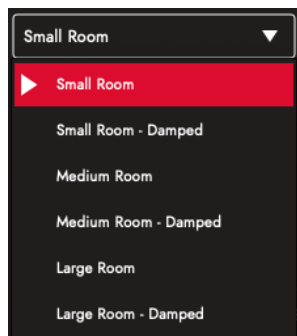 Small Room
Small Room
Small Room - Damped
Medium Room
Medium Room - Damped
Large Room
Large Room - Damped